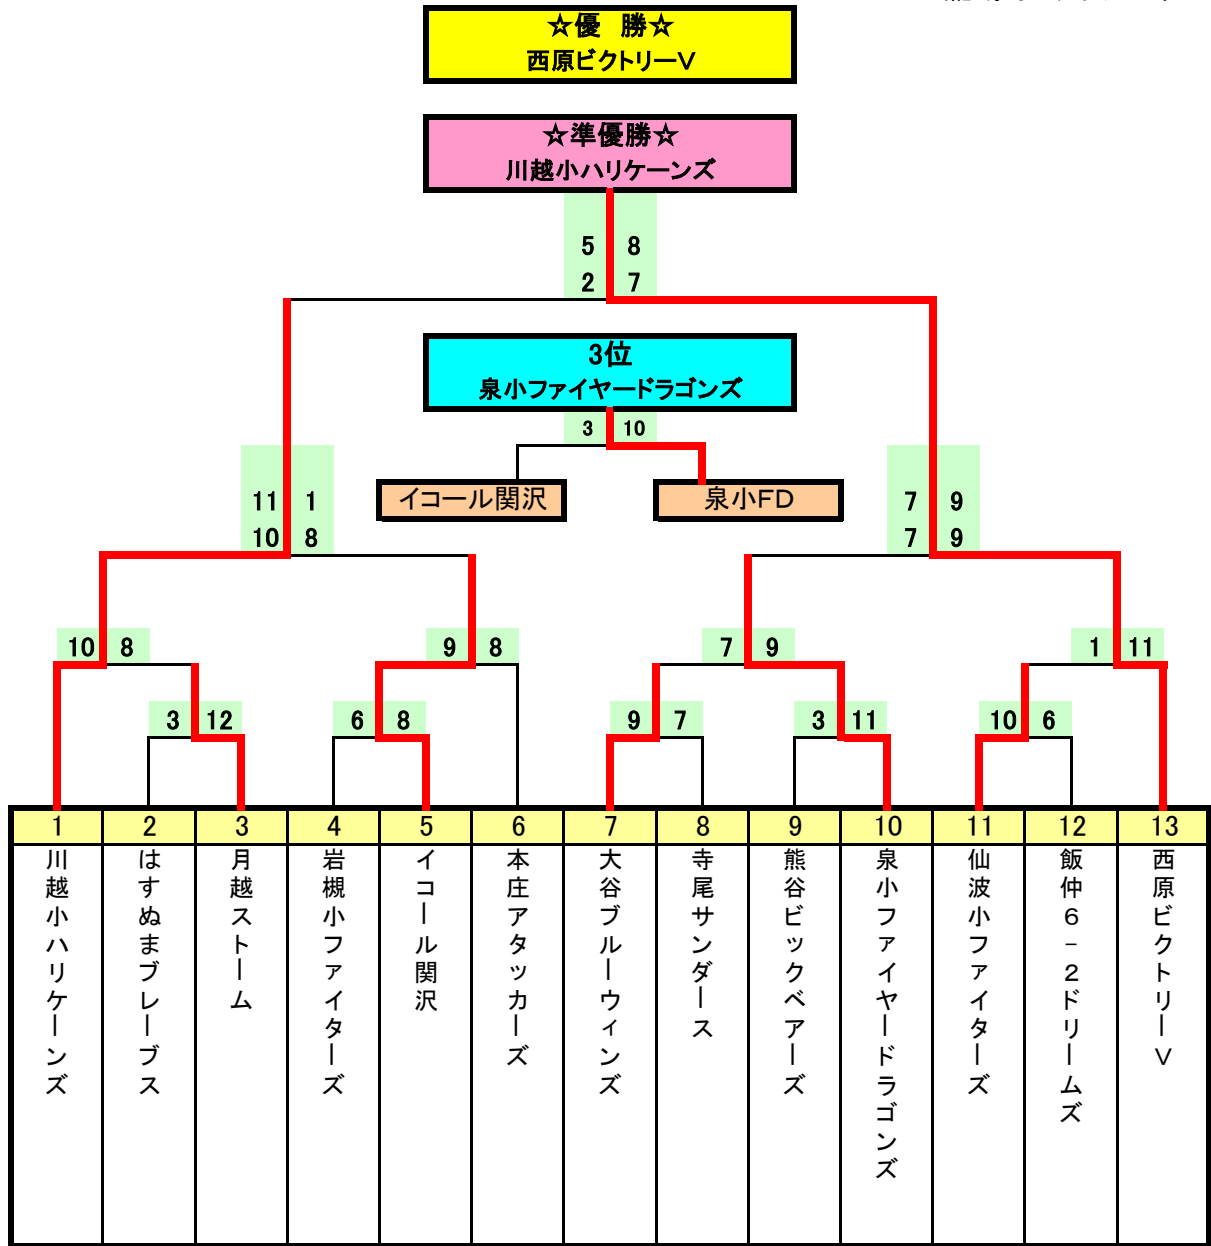 ☆優 勝☆
西原ビクトリーV
☆準優勝☆
川越小ハリケーンズ
5 8
2 7
3位
泉小ファイヤードラゴンズ
3 10
イコール関沢 泉小FD
11 1 7 9
10 8 7 9
10 8 9 8 7 9 1 11
3 12 6 8 9 7 3 11 10 6
1 2 3 4 5 6 7 8 9 10 11 12 13
川越小ハリケーンズ
はすぬまブレーブス
月越ストーム
岩槻小ファイターズ
イコール関沢
本庄アタッカーズ
大谷ブルーウィンズ
寺尾サンダース
熊谷ビックベアーズ
泉小ファイヤードラゴンズ
仙波小ファイターズ
飯仲6-2ドリームズ
西原ビクトリーV